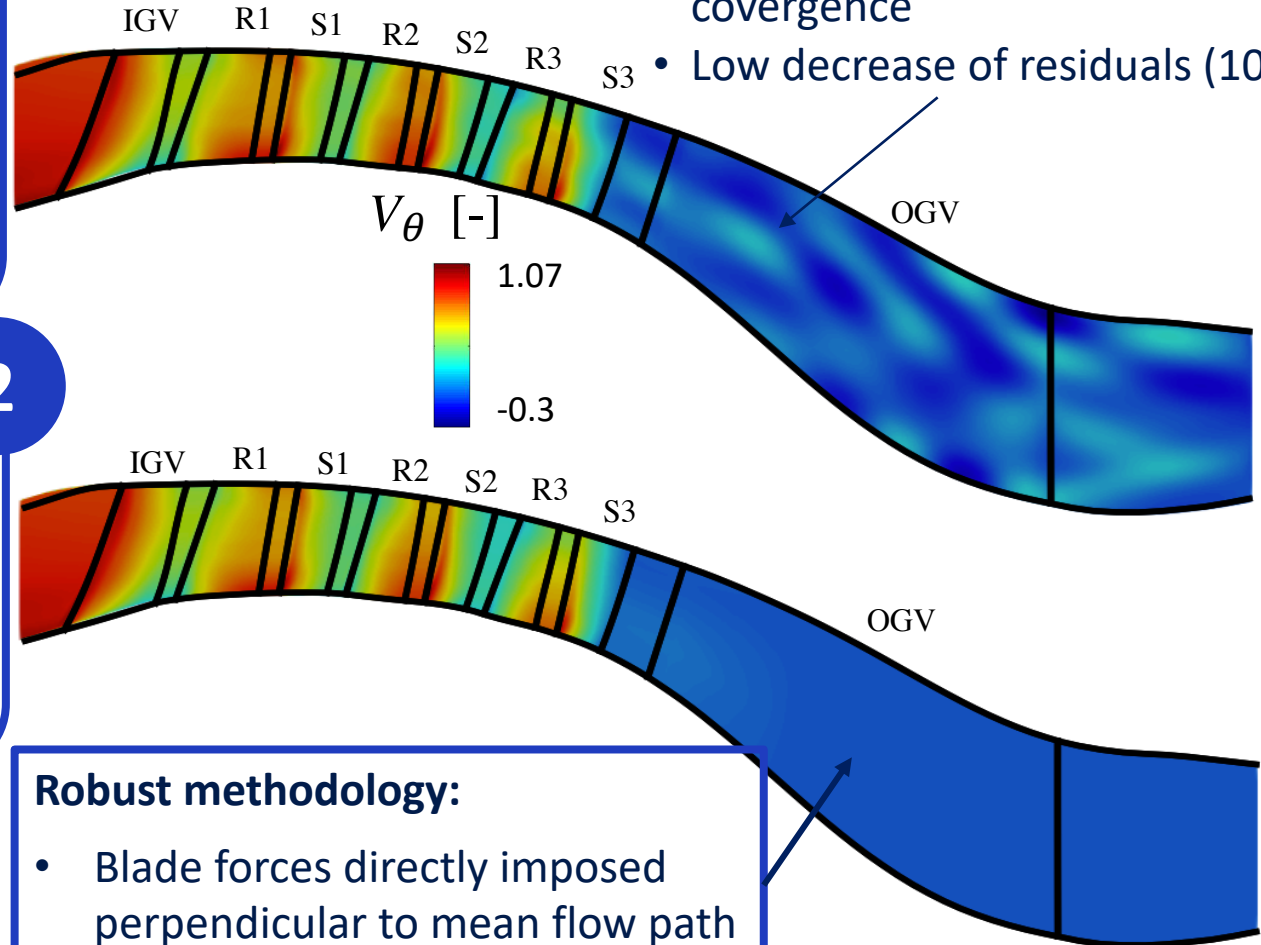 covergence
• Low decrease of residuals (10
IGV R1 S1 R2 S2 R3 S3
OGV
Vθ [-]
1.07
-0.3
2
IGV R1 S1 R2 S2 R3 S3
OGV
Robust methodology:
• Blade forces directly imposed
perpendicular to mean flow path